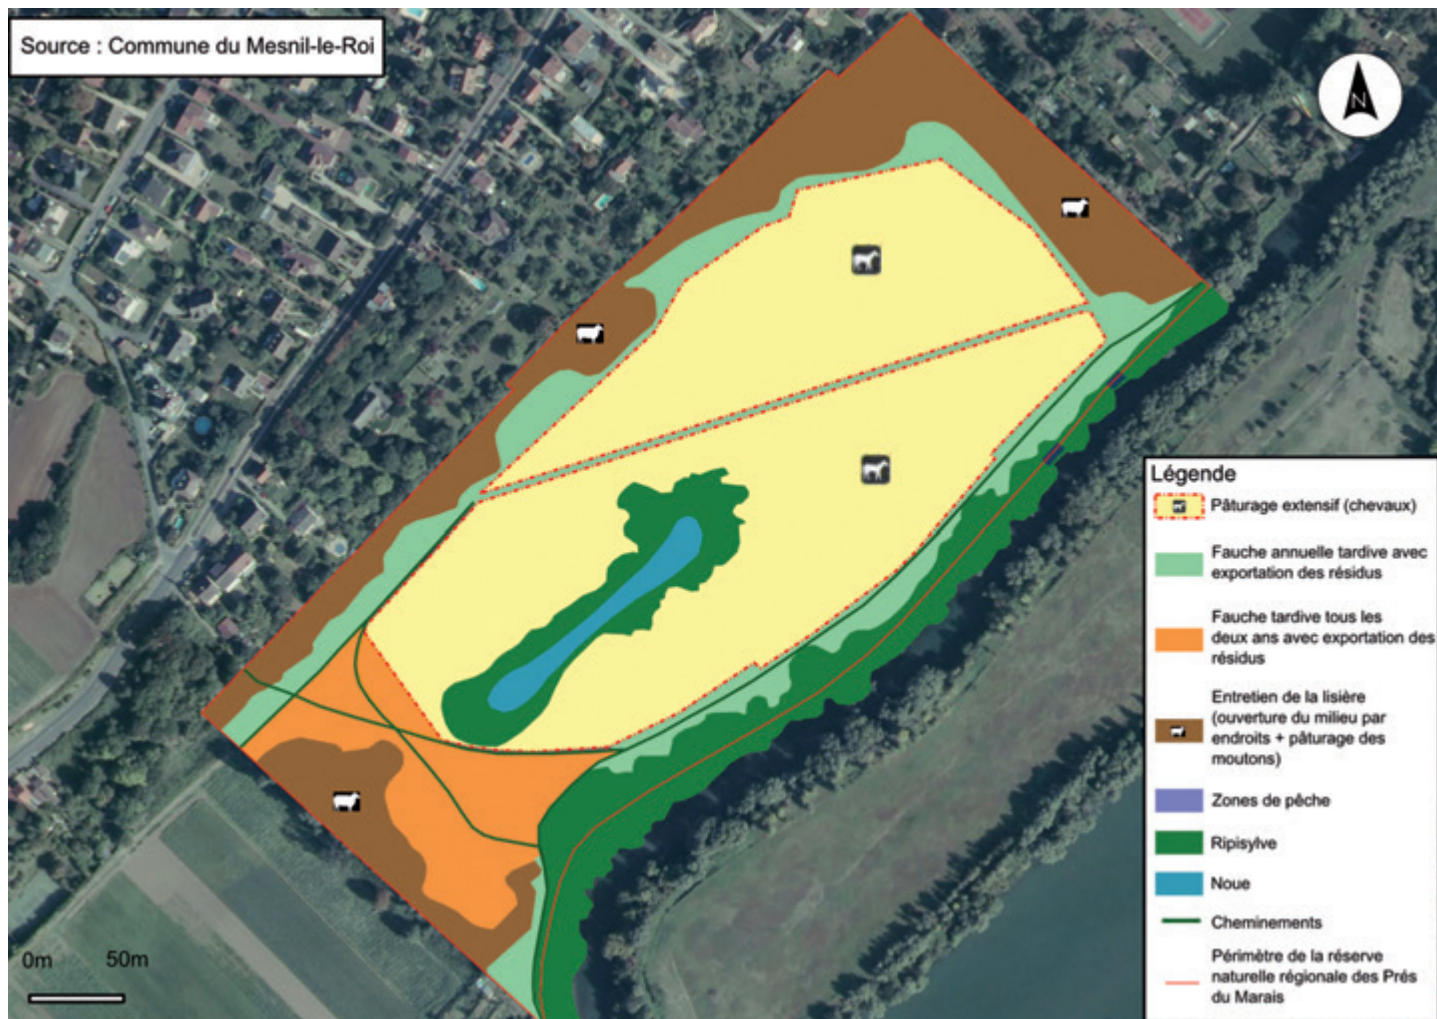 Source : Commune du Mesnil-le-Roi
N
Légende
Pâturage extensif (chevaux)
Fauche annuelle tardive avec
exportation des résidus
Fauche tardive tous les
deux ans avec exportation des
résidus
Entretien de la lisière
(ouverture du milieu par
endroits + pâturage des
moutons)
Zones de pêche
Ripisylve
Noue
Cheminements
Périmètre de la réserve
naturelle régionale des Prés
du Marais
0m 50m